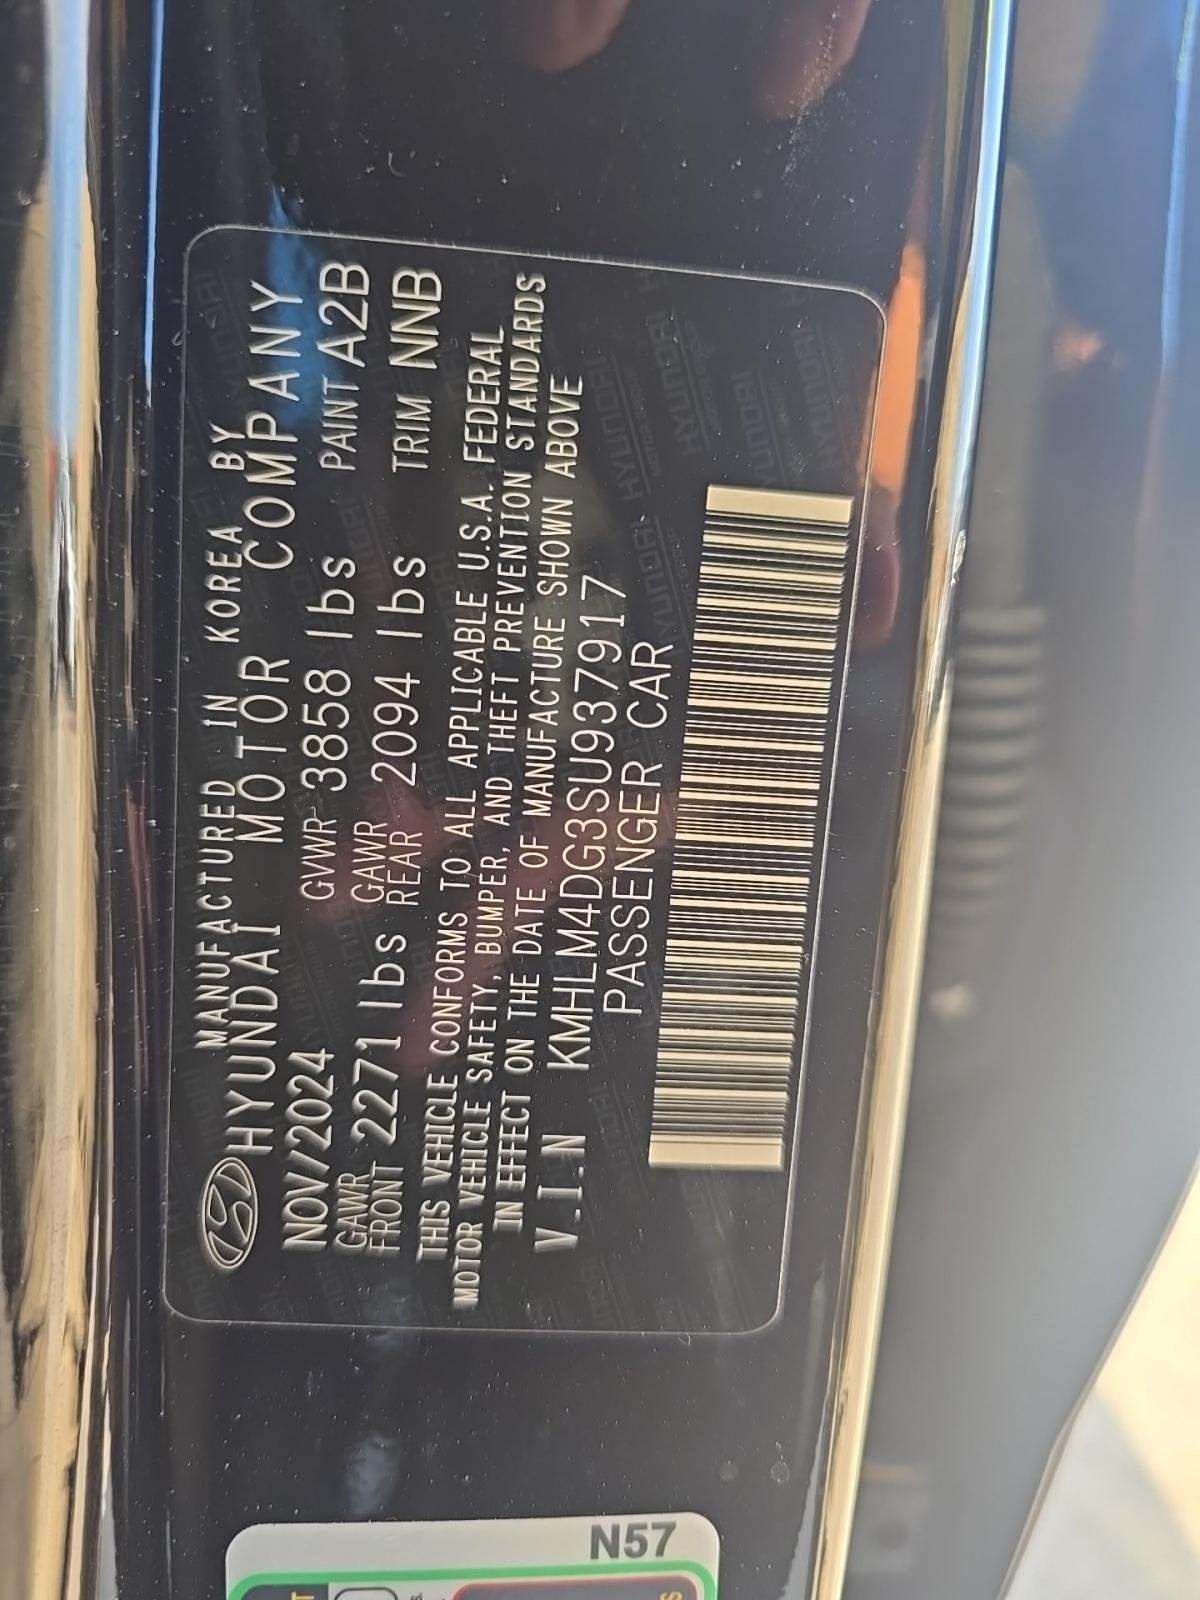 MANUFACTURED IN KOREA BY
HYUNDAI MOTOR COMPANY
NOV/2024 GVWR 3858 lbs PAINT A2B
GAWR FRONT 2271 lbs GAWR REAR 2094 lbs TRIM NNB
THIS VEHICLE CONFORMS TO ALL APPLICABLE U.S.A. FEDERAL
MOTOR VEHICLE SAFETY, BUMPER, AND THEFT PREVENTION STANDARDS
IN EFFECT ON THE DATE OF MANUFACTURE SHOWN ABOVE
V.I.N KMHLM4DG3SU937917
PASSENGER CAR
N57